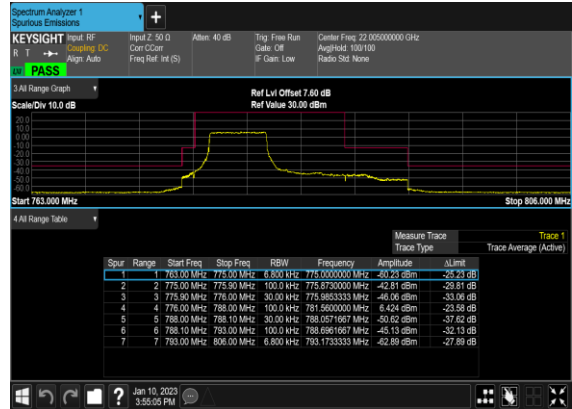 Spectrum Analyzer 1
Spurious Emissions
KEYSIGHT Input: RF Input Z: 50 Ω Atten: 40 dB Trig: Free Run Center Freq: 22.005000000 GHz
R T Coupling: DC Corr CCorr Gate: Off Avg|Hold: 100/100
Align: Auto Freq Ref: Int (S) IF Gain: Low Radio Std: None
PASS
3 All Range Graph Ref Lvl Offset 7.60 dB
Scale/Div 10.0 dB Ref Value 30.00 dBm
20.0
10.0
0.00
-10.0
-20.0
-30.0
-40.0
-50.0
-60.0
Start 763.000 MHz Stop 806.000 MHz
4 All Range Table
Measure Trace Trace 1
Trace Type Trace Average (Active)
Spur Range Start Freq Stop Freq RBW Frequency Amplitude ΔLimit
1 1 763.00 MHz 775.00 MHz 6.800 kHz 775.0000000 MHz -60.23 dBm -25.23 dB
2 2 775.00 MHz 775.90 MHz 100.0 kHz 775.8730000 MHz -42.81 dBm -29.81 dB
3 3 775.90 MHz 776.00 MHz 30.00 kHz 775.9853333 MHz -46.06 dBm -33.06 dB
4 4 776.00 MHz 788.00 MHz 100.0 kHz 781.5600000 MHz 6.424 dBm -23.58 dB
5 5 788.00 MHz 788.10 MHz 30.00 kHz 788.0571667 MHz -50.62 dBm -37.62 dB
6 6 788.10 MHz 793.00 MHz 100.0 kHz 788.6961667 MHz -45.13 dBm -32.13 dB
7 7 793.00 MHz 806.00 MHz 6.800 kHz 793.1733333 MHz -62.89 dBm -27.89 dB
? Jan 10, 2023
3:55:05 PM